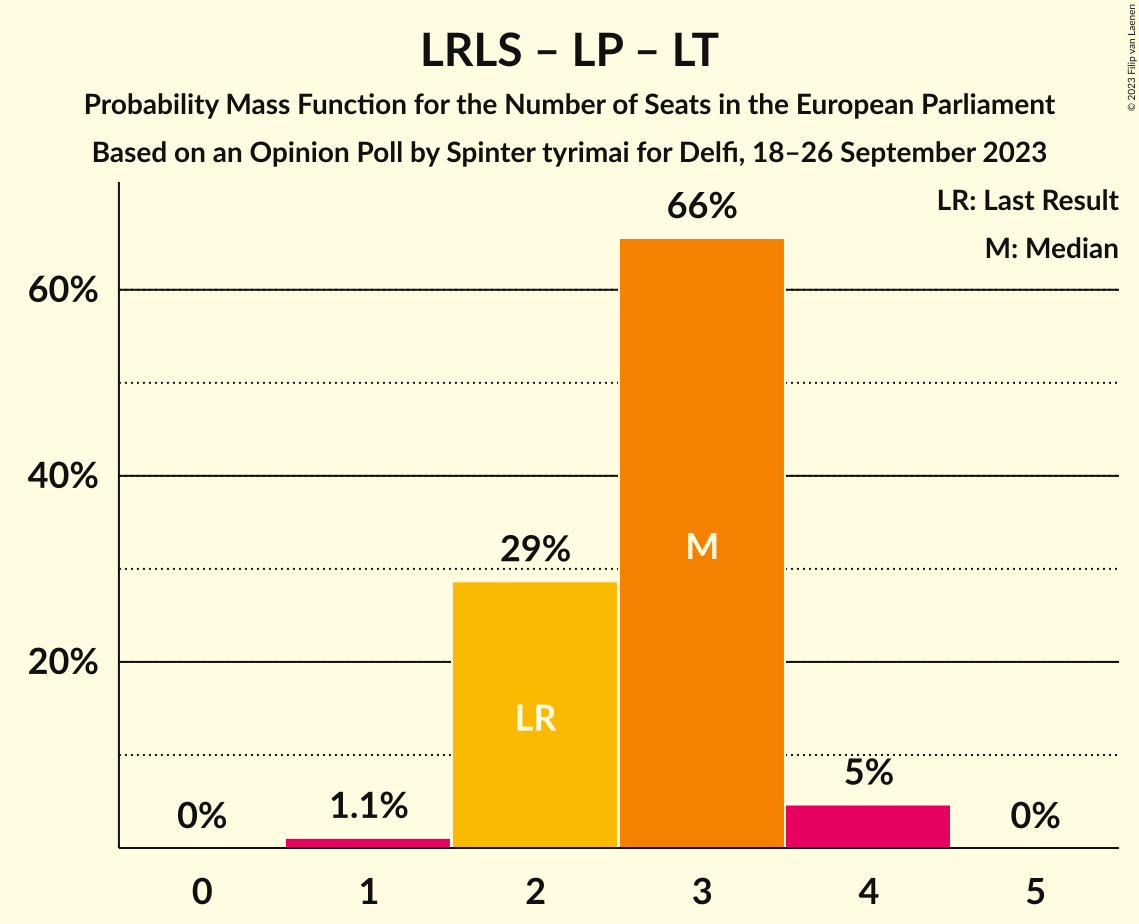 LRLS – LP – LT
Probability Mass Function for the Number of Seats in the European Parliament
Based on an Opinion Poll by Spinter tyrimai for Delfi, 18–26 September 2023
© 2023 Filip van Laenen
LR: Last Result
M: Median
66%
60%
40%
29%
M
20%
LR
5%
1.1%
0%
0%
0 1 2 3 4 5